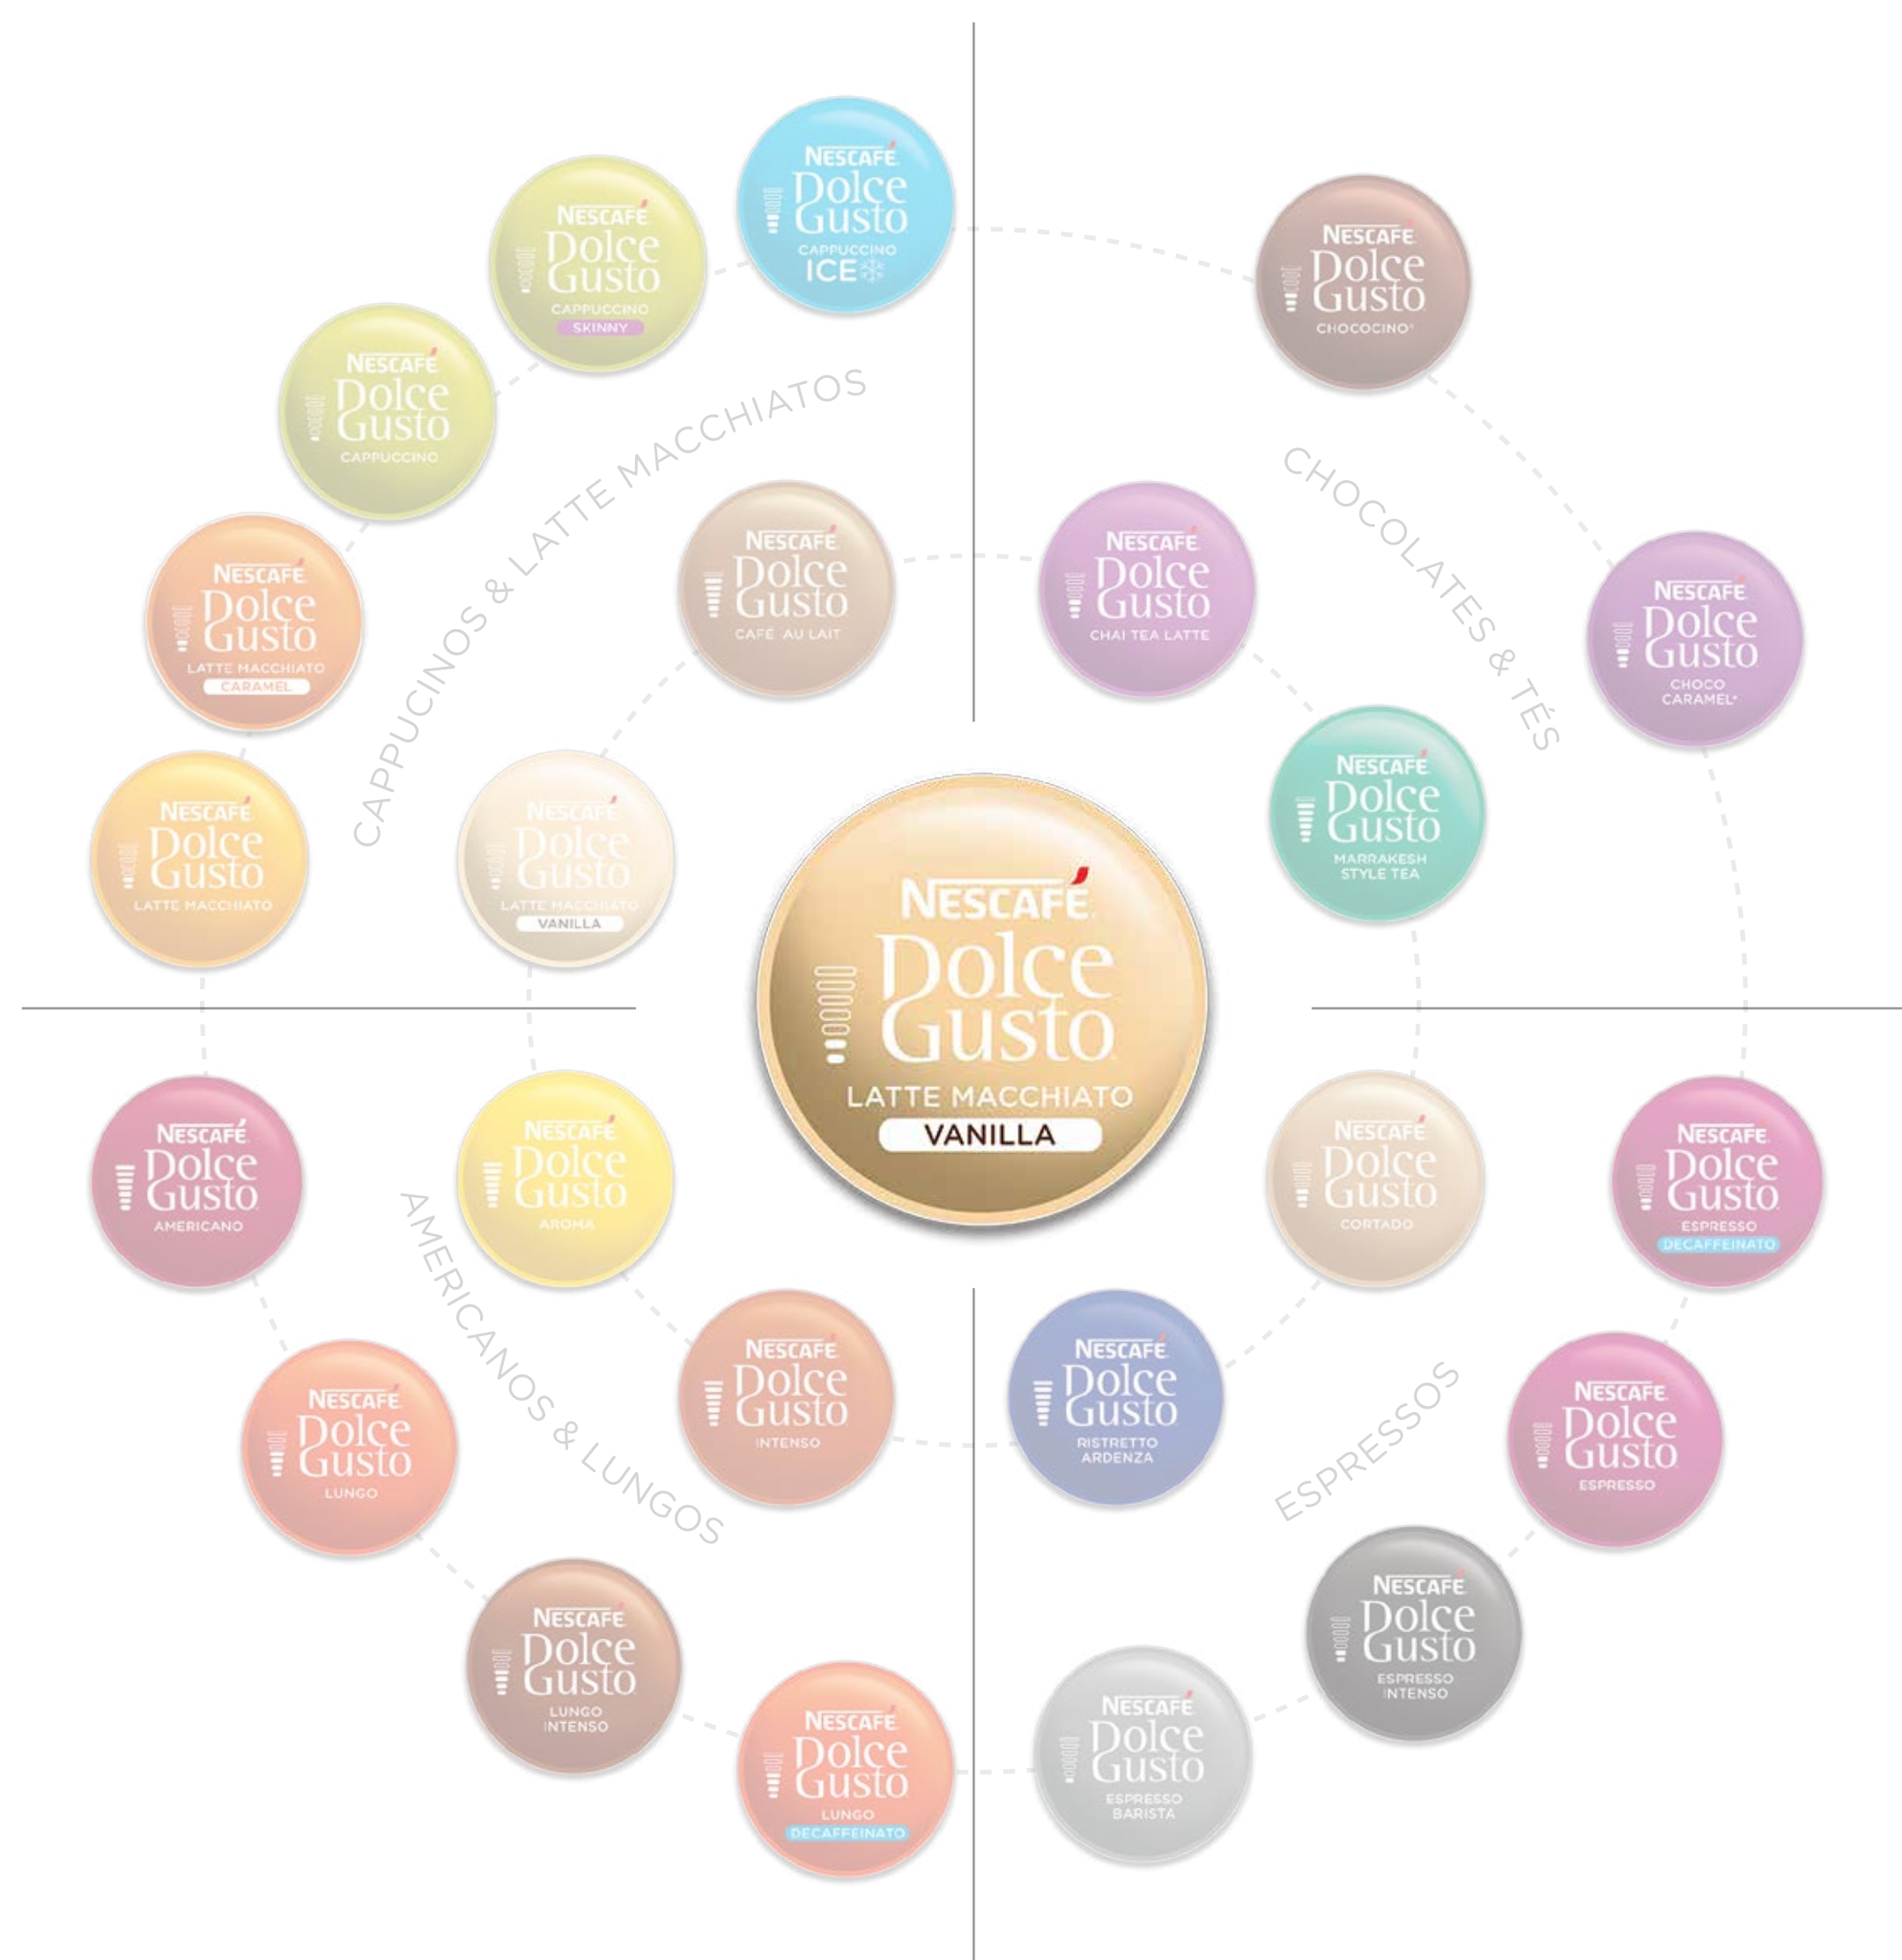 NESCAFÉ
Dolce
Gusto
CAPPUCCINO
ICE
NESCAFÉ
Dolce
Gusto
CAPPUCCINO
SKINNY
NESCAFÉ
Dolce
Gusto
CAPPUCCINO
NESCAFÉ
Dolce
Gusto
LATTE MACCHIATO
CARAMEL
NESCAFÉ
Dolce
Gusto
LATTE MACCHIATO
CAPPUCINOS & LATTE MACCHIATOS
NESCAFÉ
Dolce
Gusto
CAFÉ AU LAIT
NESCAFÉ
Dolce
Gusto
LATTE MACCHIATO
VANILLA
NESCAFÉ
Dolce
Gusto
CHOCOCINO*
NESCAFÉ
Dolce
Gusto
CHOCO
CARAMEL*
CHOCOLATES & TÉS
NESCAFÉ
Dolce
Gusto
CHAI TEA LATTE
NESCAFÉ
Dolce
Gusto
MARRAKESH
STYLE TEA
NESCAFÉ
Dolce
Gusto
LATTE MACCHIATO
VANILLA
NESCAFÉ
Dolce
Gusto
AMERICANO
NESCAFÉ
Dolce
Gusto
AROMA
AMERICANOS & LUNGOS
NESCAFÉ
Dolce
Gusto
INTENSO
NESCAFÉ
Dolce
Gusto
LUNGO
NESCAFÉ
Dolce
Gusto
LUNGO
INTENSO
NESCAFÉ
Dolce
Gusto
LUNGO
DECAFFEINATO
NESCAFÉ
Dolce
Gusto
CORTADO
NESCAFÉ
Dolce
Gusto
ESPRESSO
DECAFFEINATO
NESCAFÉ
Dolce
Gusto
RISTRETTO
ARDENZA
ESPRESSOS
NESCAFÉ
Dolce
Gusto
ESPRESSO
NESCAFÉ
Dolce
Gusto
ESPRESSO
INTENSO
NESCAFÉ
Dolce
Gusto
ESPRESSO
BARISTA